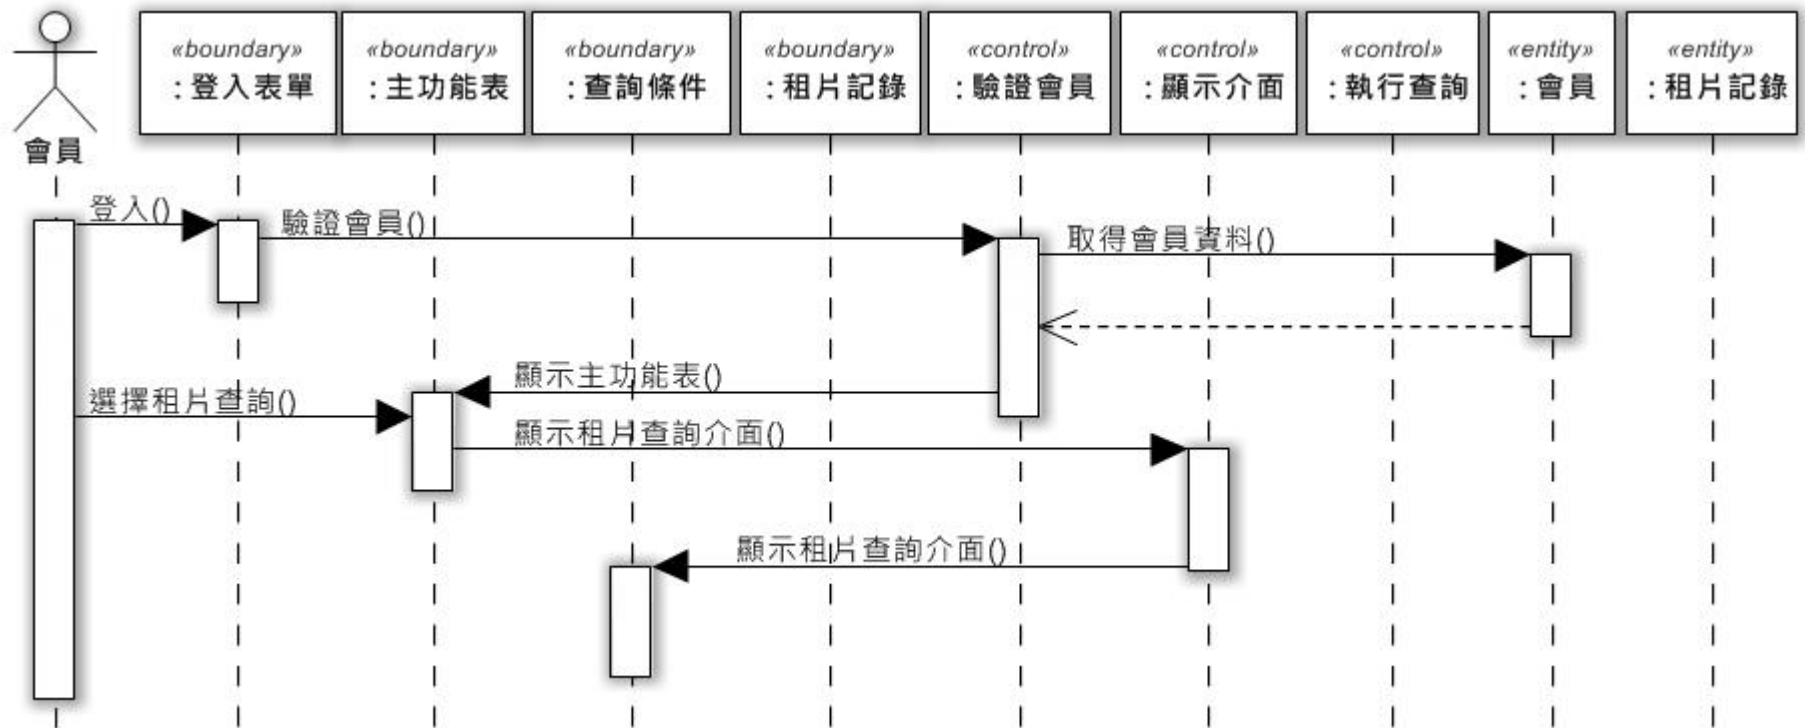 «boundary»
:登入表單
«boundary»
:主功能表
«boundary»
:查詢條件
«boundary»
:租片記錄
«control»
:驗證會員
«control»
:顯示介面
«control»
:執行查詢
«entity»
:會員
«entity»
:租片記錄
會員
登入()
驗證會員()
取得會員資料()
顯示主功能表()
選擇租片查詢()
顯示租片查詢介面()
顯示租片查詢介面()